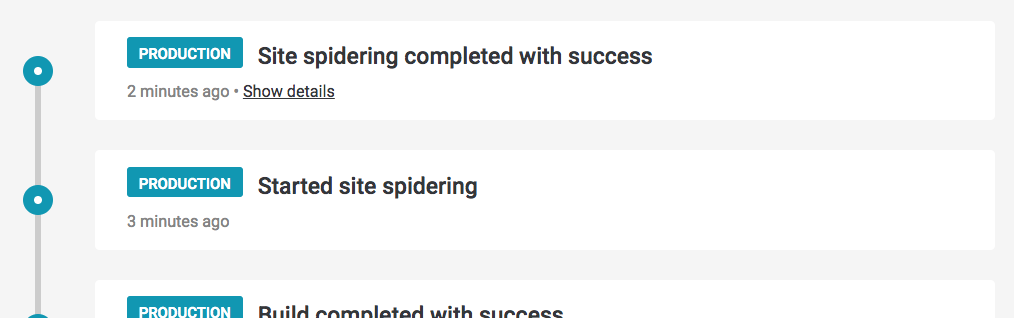 PRODUCTION Site spidering completed with success
2 minutes ago • Show details
PRODUCTION Started site spidering
3 minutes ago
PRODUCTION Build completed with success